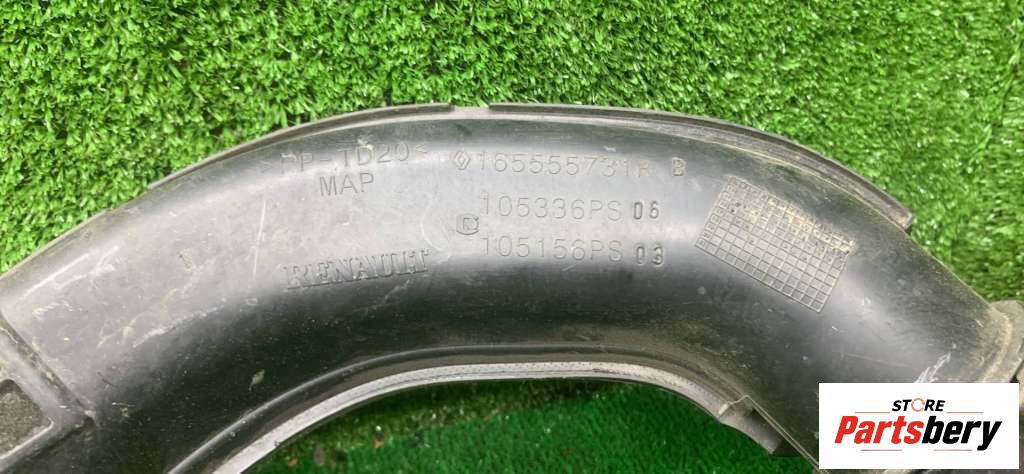 >PP-TD20< 165555731R B
MAP
105336PS 06
R
105156PS 03
RENAULT
STORE
Partsbery